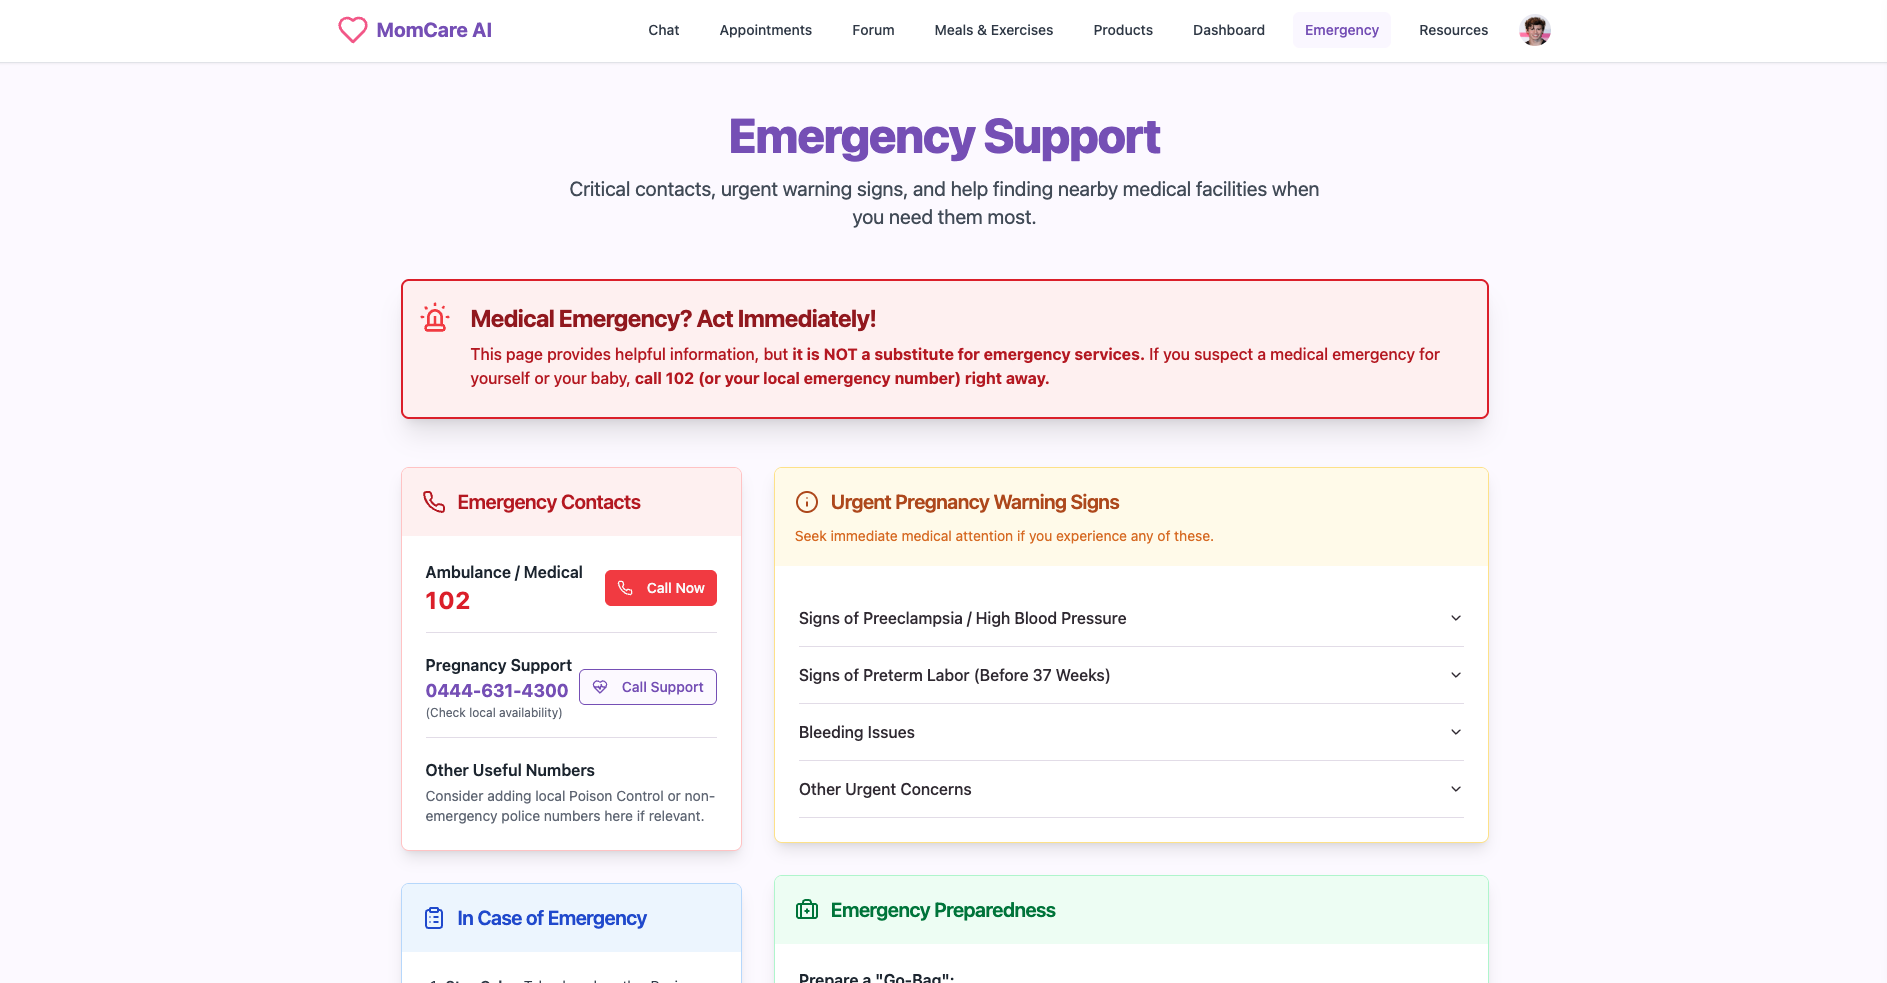 MomCare AI
Chat
Appointments
Forum
Meals & Exercises
Products
Dashboard
Emergency
Resources
Emergency Support
Critical contacts, urgent warning signs, and help finding nearby medical facilities when
you need them most.
Medical Emergency? Act Immediately!
This page provides helpful information, but it is NOT a substitute for emergency services. If you suspect a medical emergency for
yourself or your baby, call 102 (or your local emergency number) right away.
Emergency Contacts
Ambulance / Medical
102
Call Now
Pregnancy Support
0444-631-4300
(Check local availability)
Call Support
Other Useful Numbers
Consider adding local Poison Control or non-
emergency police numbers here if relevant.
Urgent Pregnancy Warning Signs
Seek immediate medical attention if you experience any of these.
Signs of Preeclampsia / High Blood Pressure
Signs of Preterm Labor (Before 37 Weeks)
Bleeding Issues
Other Urgent Concerns
In Case of Emergency
Emergency Preparedness
Prepare a "Go-Bag":